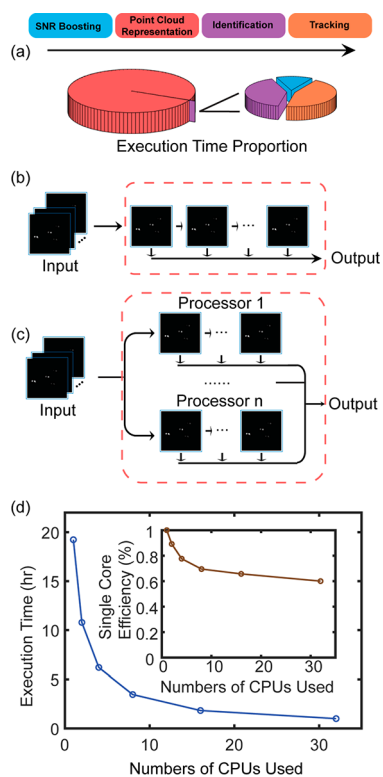 SNR Boosting
Point Cloud
Representation
Identification
Tracking
(a)
Execution Time Proportion
(b)
Input
...
Output
(c)
Processor 1
...
......
Processor n
...
Input
Output
(d)
Execution Time (hr)
20
15
10
5
0
0
10
20
30
Numbers of CPUs Used
Single Core
Efficiency (%)
1
0.8
0.6
0.4
0.2
0
0
10
20
30
Numbers of CPUs Used